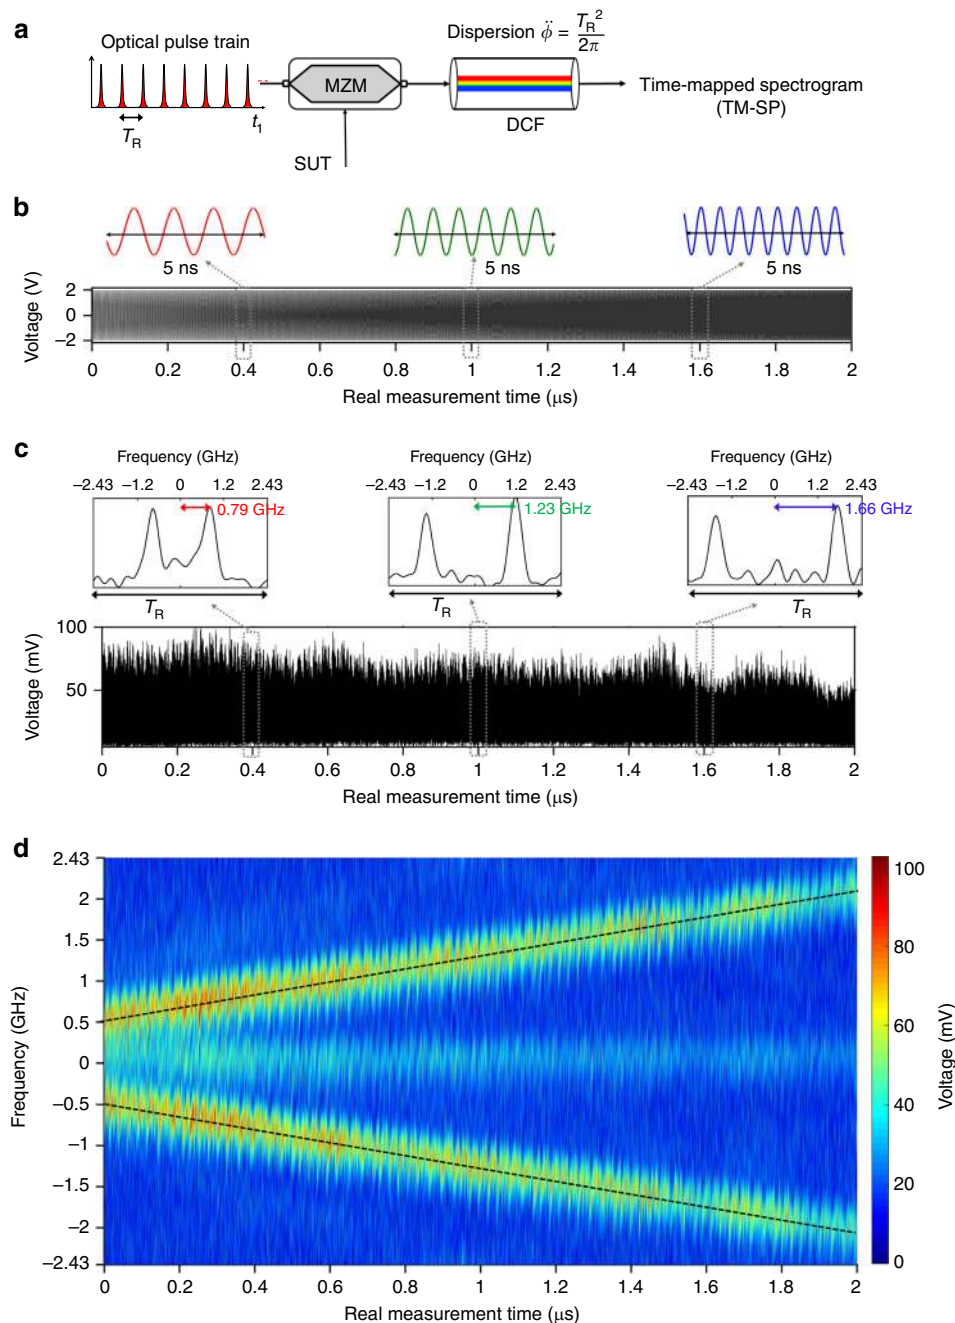 a
Optical pulse train
Dispersion ϕ̈ = T_R² / 2π
MZM
Time-mapped spectrogram
(TM-SP)
T_R
t₁
DCF
SUT
b
5 ns
5 ns
5 ns
Voltage (V)
2
0
−2
0 0.2 0.4 0.6 0.8 1 1.2 1.4 1.6 1.8 2
Real measurement time (μs)
c
Frequency (GHz)
−2.43 −1.2 0 1.2 2.43
0.79 GHz
T_R
Frequency (GHz)
−2.43 −1.2 0 1.2 2.43
1.23 GHz
T_R
Frequency (GHz)
−2.43 −1.2 0 1.2 2.43
1.66 GHz
T_R
Voltage (mV)
100
50
0 0.2 0.4 0.6 0.8 1 1.2 1.4 1.6 1.8 2
Real measurement time (μs)
d
Frequency (GHz)
2.43
2
1.5
1
0.5
0
−0.5
−1
−1.5
−2
−2.43
0 0.2 0.4 0.6 0.8 1 1.2 1.4 1.6 1.8 2
Real measurement time (μs)
100
80
60
40
20
0
Voltage (mV)